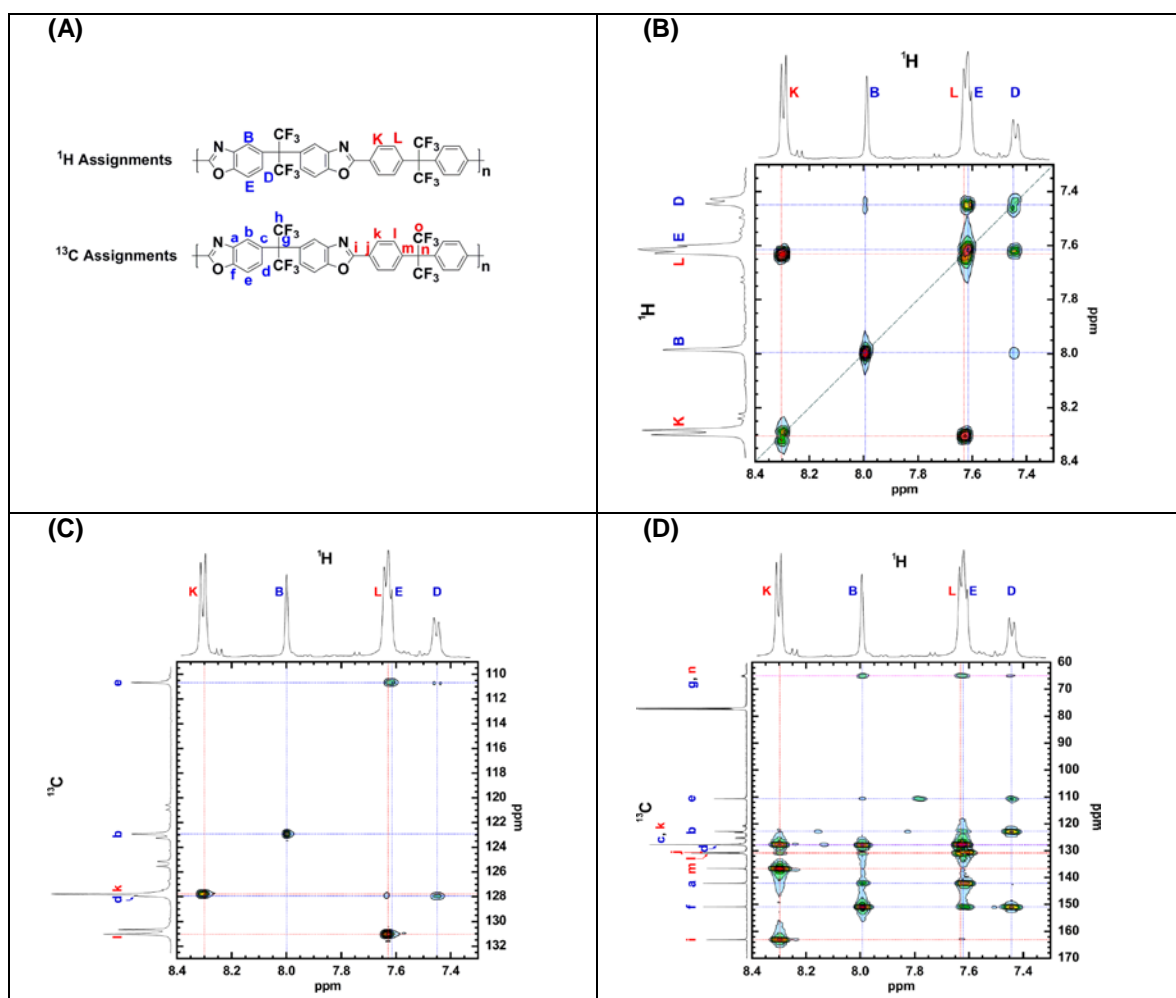 (A)
¹H Assignments
N B CF₃ N K L CF₃
O E D CF₃ O CF₃ n
¹³C Assignments
h o
N a b CF₃ N k l CF₃
c g i j m n
O f e d CF₃ O CF₃ n
(B)
¹H
K B L E D
D
E
L
B
K
¹H
7.4
7.6
7.8
8.0
8.2
8.4
ppm
8.4 8.2 8.0 7.8 7.6 7.4
ppm
(C)
¹H
K B L E D
e
b
k
d
l
¹³C
110
112
114
116
118
120
122
124
126
128
130
132
ppm
8.4 8.2 8.0 7.8 7.6 7.4
ppm
(D)
¹H
K B L E D
g, n
e
b
c, k
d
j
l
m
a
f
i
¹³C
60
70
80
90
100
110
120
130
140
150
160
170
ppm
8.4 8.2 8.0 7.8 7.6 7.4
ppm